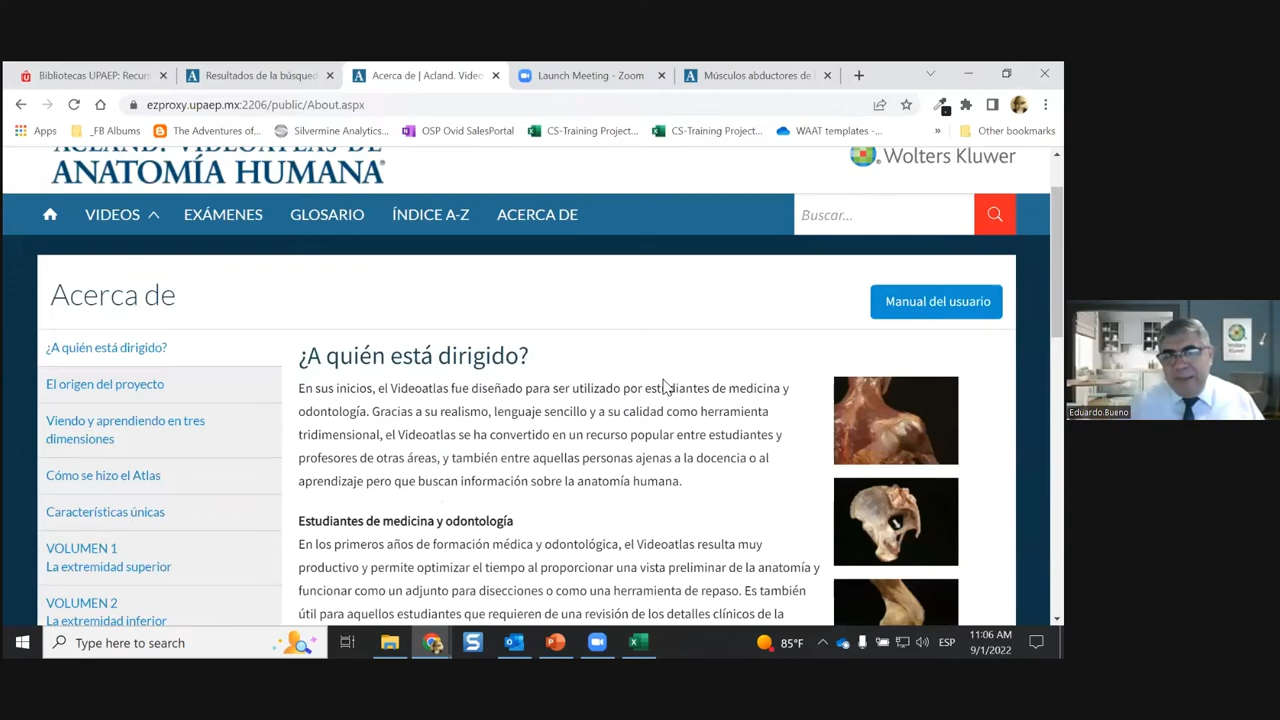 Bibliotecas UPAEP: Recur
Resultados de la búsqued
Acerca de | Acland. Video
Launch Meeting - Zoom
Músculos abductores de
ezproxy.upaep.mx:2206/public/About.aspx
Apps
_FB Albums
The Adventures of...
Silvermine Analytics...
OSP Ovid SalesPortal
CS-Training Project...
CS-Training Project...
WAAT templates -...
»
Other bookmarks
ACLAND. VIDEOATLAS DE
ANATOMÍA HUMANA®
Wolters Kluwer
VIDEOS
EXÁMENES
GLOSARIO
ÍNDICE A-Z
ACERCA DE
Buscar...
Acerca de
Manual del usuario
¿A quién está dirigido?
El origen del proyecto
Viendo y aprendiendo en tres
dimensiones
Cómo se hizo el Atlas
Características únicas
VOLUMEN 1
La extremidad superior
VOLUMEN 2
La extremidad inferior
¿A quién está dirigido?
En sus inicios, el Videoatlas fue diseñado para ser utilizado por estudiantes de medicina y
odontología. Gracias a su realismo, lenguaje sencillo y a su calidad como herramienta
tridimensional, el Videoatlas se ha convertido en un recurso popular entre estudiantes y
profesores de otras áreas, y también entre aquellas personas ajenas a la docencia o al
aprendizaje pero que buscan información sobre la anatomía humana.
Estudiantes de medicina y odontología
En los primeros años de formación médica y odontológica, el Videoatlas resulta muy
productivo y permite optimizar el tiempo al proporcionar una vista preliminar de la anatomía y
funcionar como un adjunto para disecciones o como una herramienta de repaso. Es también
útil para aquellos estudiantes que requieren de una revisión de los detalles clínicos de la
Wolters
Kluwer
Eduardo.Bueno
Type here to search
85°F
ESP
11:06 AM
9/1/2022